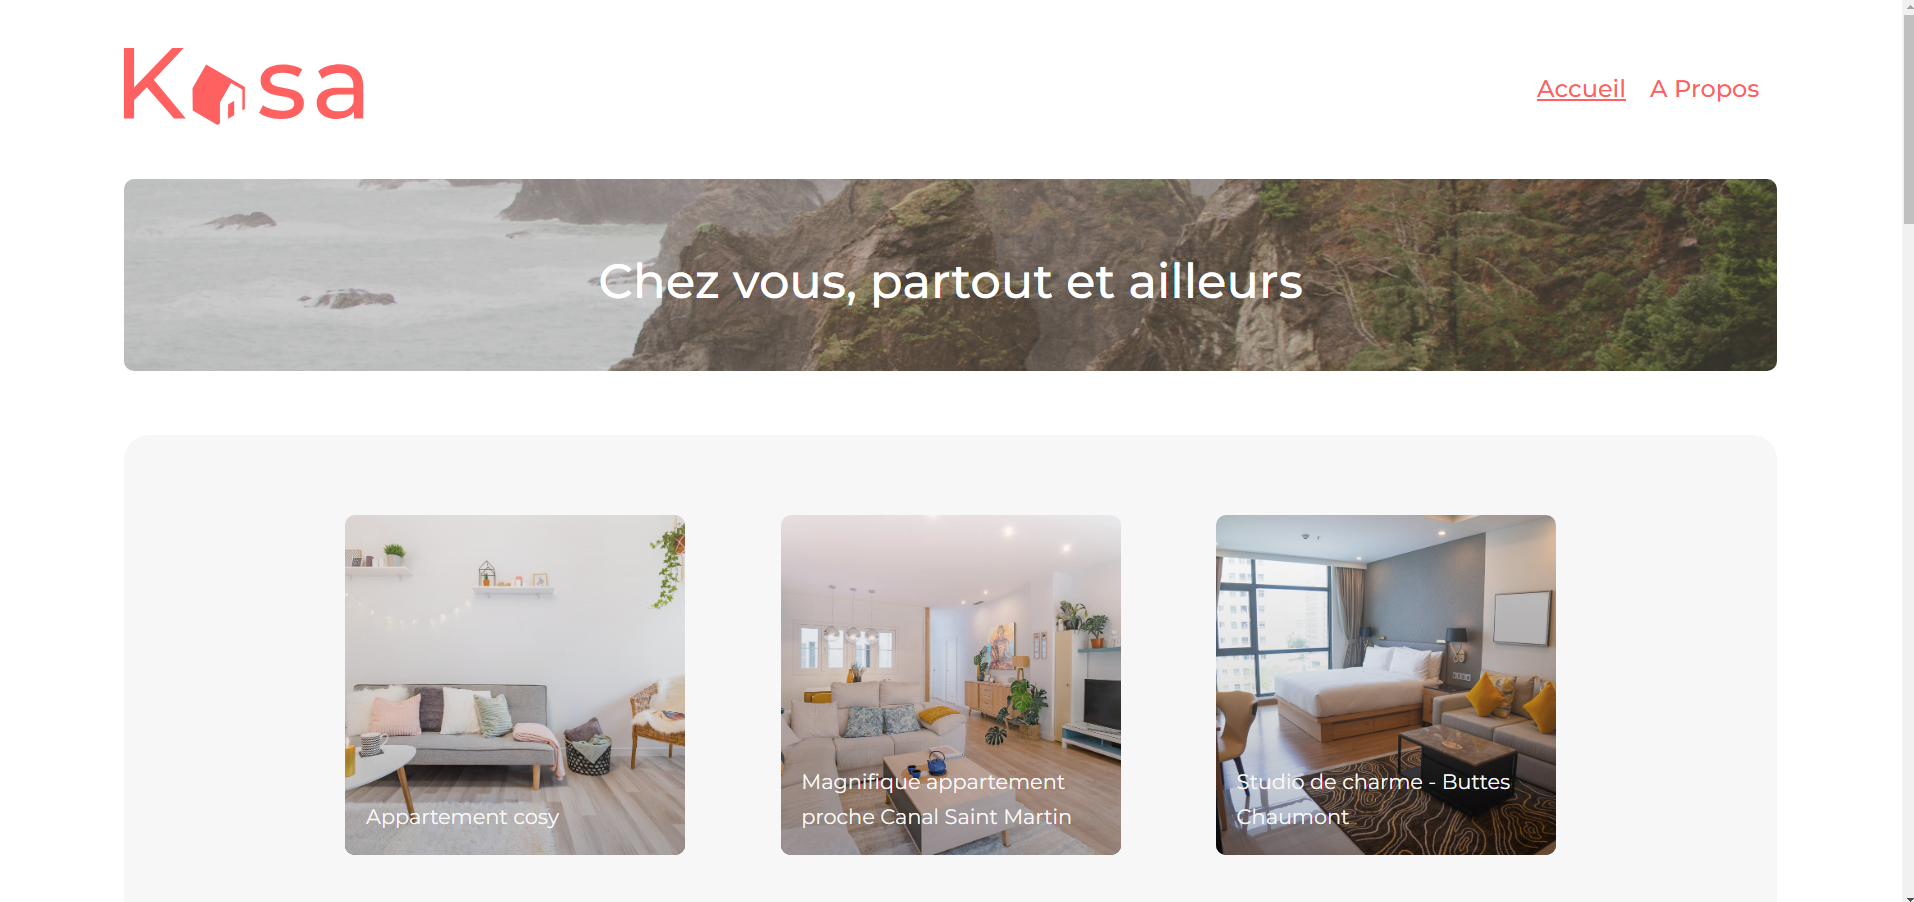 Kasa
Accueil A Propos
Chez vous, partout et ailleurs
Appartement cosy
Magnifique appartement
proche Canal Saint Martin
Studio de charme - Buttes
Chaumont